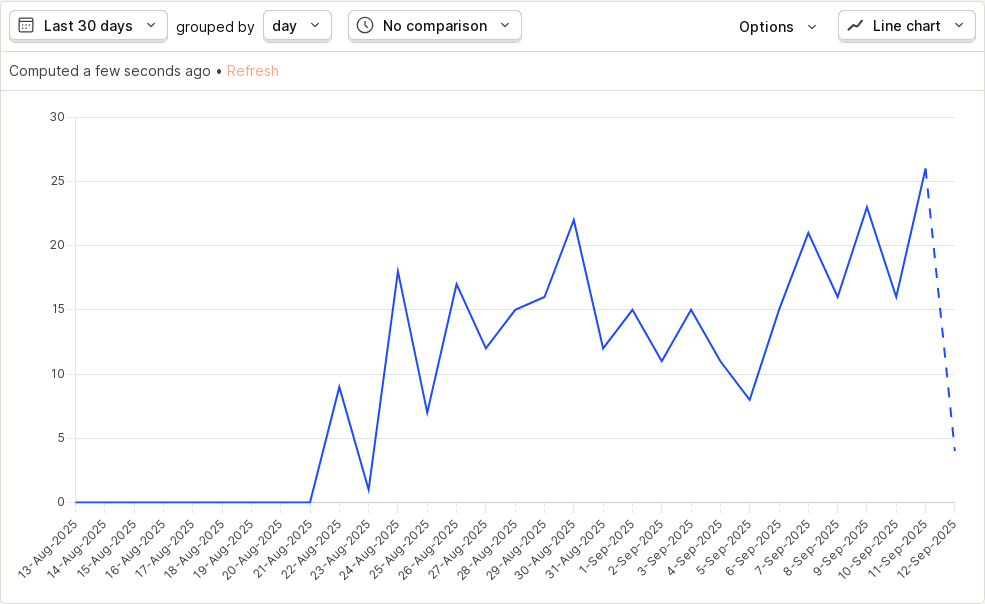 Last 30 days grouped by day No comparison Options Line chart
Computed a few seconds ago • Refresh
30
25
20
15
10
5
0
13-Aug-2025
14-Aug-2025
15-Aug-2025
16-Aug-2025
17-Aug-2025
18-Aug-2025
19-Aug-2025
20-Aug-2025
21-Aug-2025
22-Aug-2025
23-Aug-2025
24-Aug-2025
25-Aug-2025
26-Aug-2025
27-Aug-2025
28-Aug-2025
29-Aug-2025
30-Aug-2025
31-Aug-2025
1-Sep-2025
2-Sep-2025
3-Sep-2025
4-Sep-2025
5-Sep-2025
6-Sep-2025
7-Sep-2025
8-Sep-2025
9-Sep-2025
10-Sep-2025
11-Sep-2025
12-Sep-2025